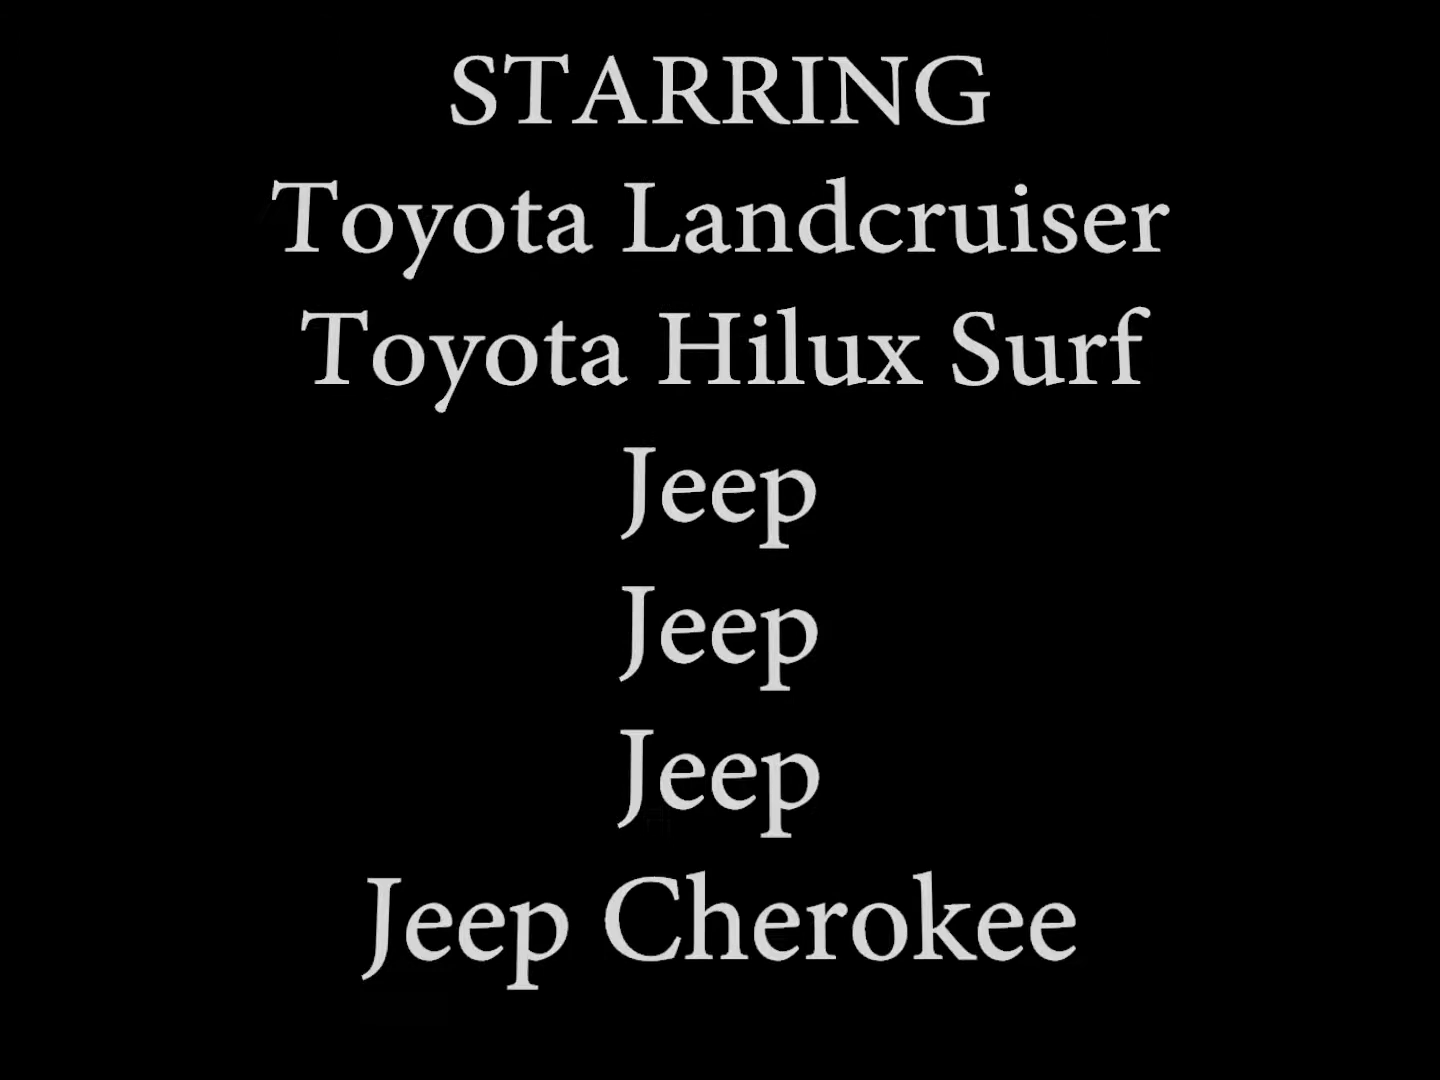 STARRING
Toyota Landcruiser
Toyota Hilux Surf
Jeep
Jeep
Jeep
Jeep Cherokee